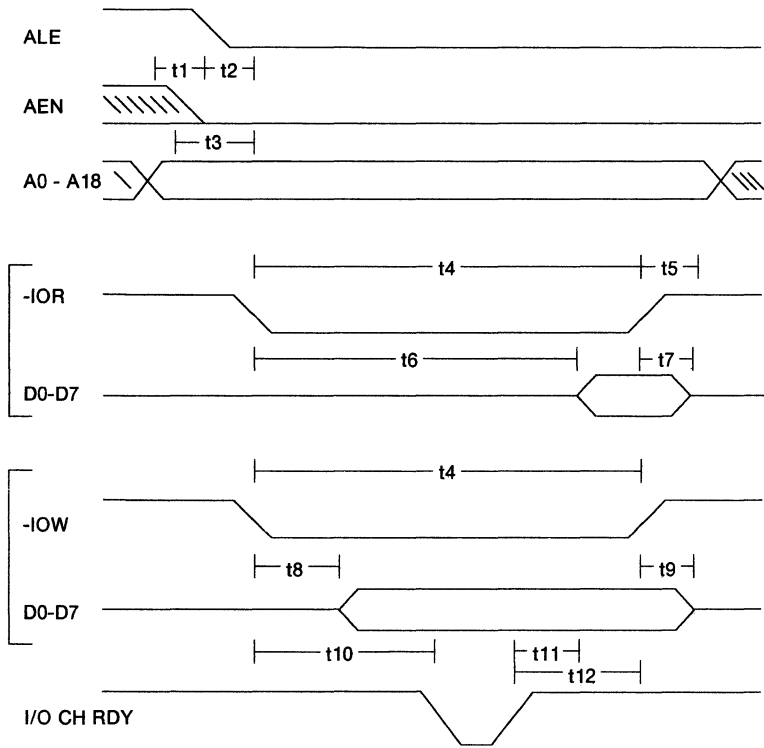 ALE
t1 t2
AEN
t3
A0 - A18
t4 t5
-IOR
t6 t7
D0-D7
t4
-IOW
t8 t9
D0-D7
t10 t11
t12
I/O CH RDY